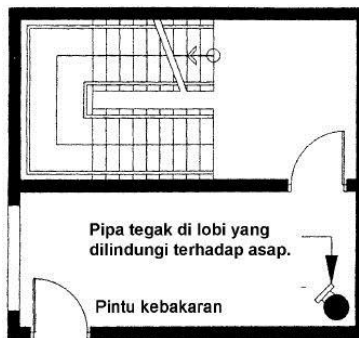 Pipa tegak di lobi yang
dilindungi terhadap asap.
Pintu kebakaran